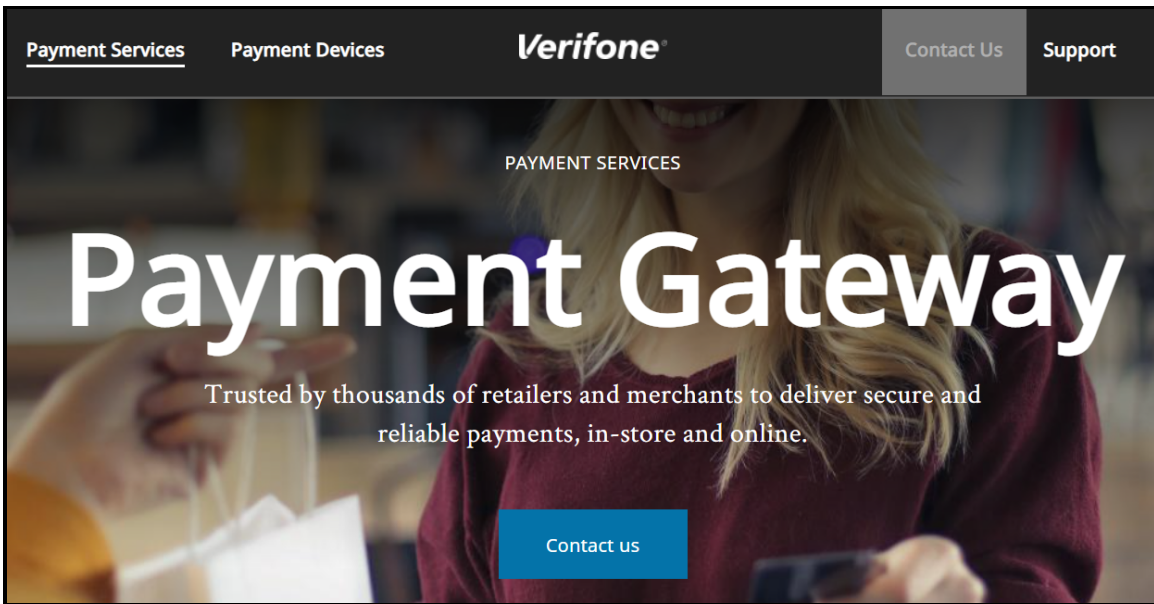 Payment Services Payment Devices Verifone® Contact Us Support
PAYMENT SERVICES
Payment Gateway
Trusted by thousands of retailers and merchants to deliver secure and
reliable payments, in-store and online.
Contact us